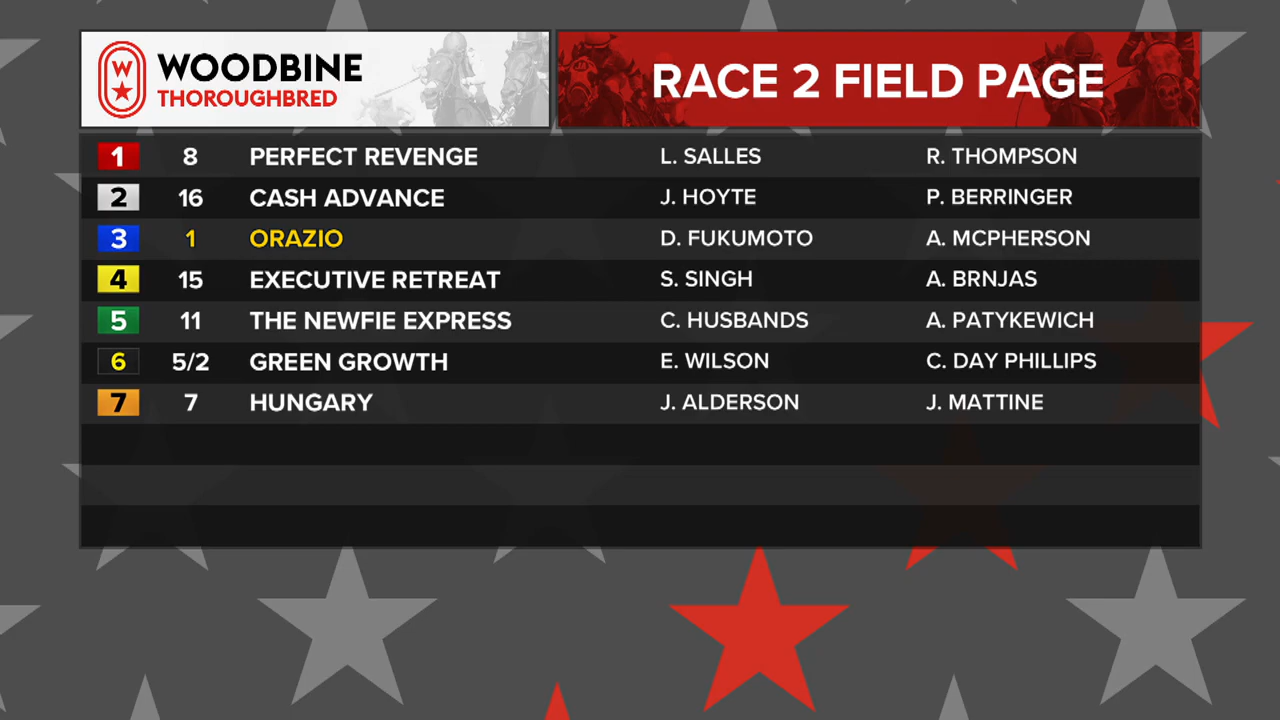 W
WOODBINE
THOROUGHBRED
RACE 2 FIELD PAGE
1 8 PERFECT REVENGE L. SALLES R. THOMPSON
2 16 CASH ADVANCE J. HOYTE P. BERRINGER
3 1 ORAZIO D. FUKUMOTO A. MCPHERSON
4 15 EXECUTIVE RETREAT S. SINGH A. BRNJAS
5 11 THE NEWFIE EXPRESS C. HUSBANDS A. PATYKEWICH
6 5/2 GREEN GROWTH E. WILSON C. DAY PHILLIPS
7 7 HUNGARY J. ALDERSON J. MATTINE